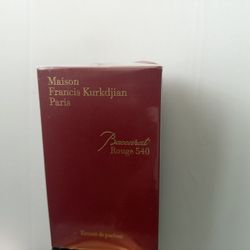 Maison
Francis Kurkdjian
Paris
Baccarat
Rouge 540
Extrait de parfum